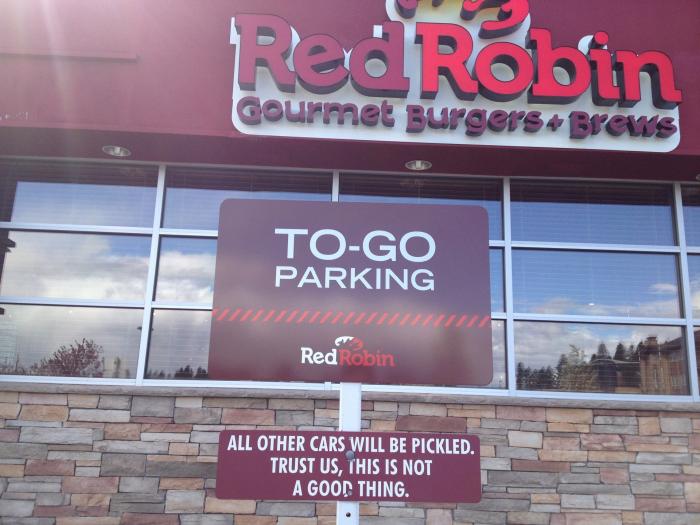 Red Robin
Gourmet Burgers + Brews
TO-GO
PARKING
Red Robin
ALL OTHER CARS WILL BE PICKLED.
TRUST US, THIS IS NOT
A GOOD THING.